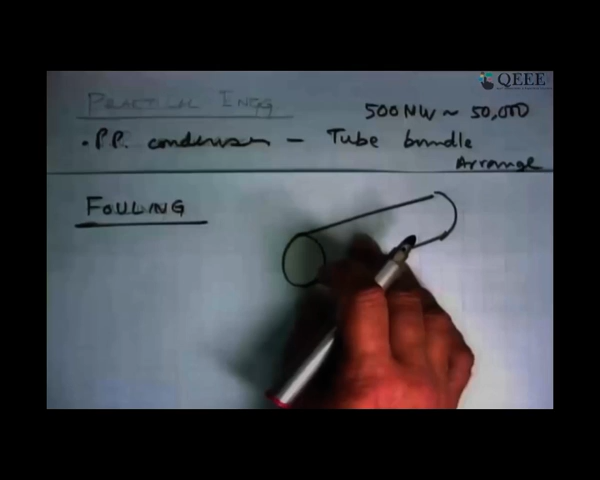 QEEE
PRACTICAL ENGG
500 MW ~ 50,000
• P.P. condenser – Tube bundle
Arrange
FOULING